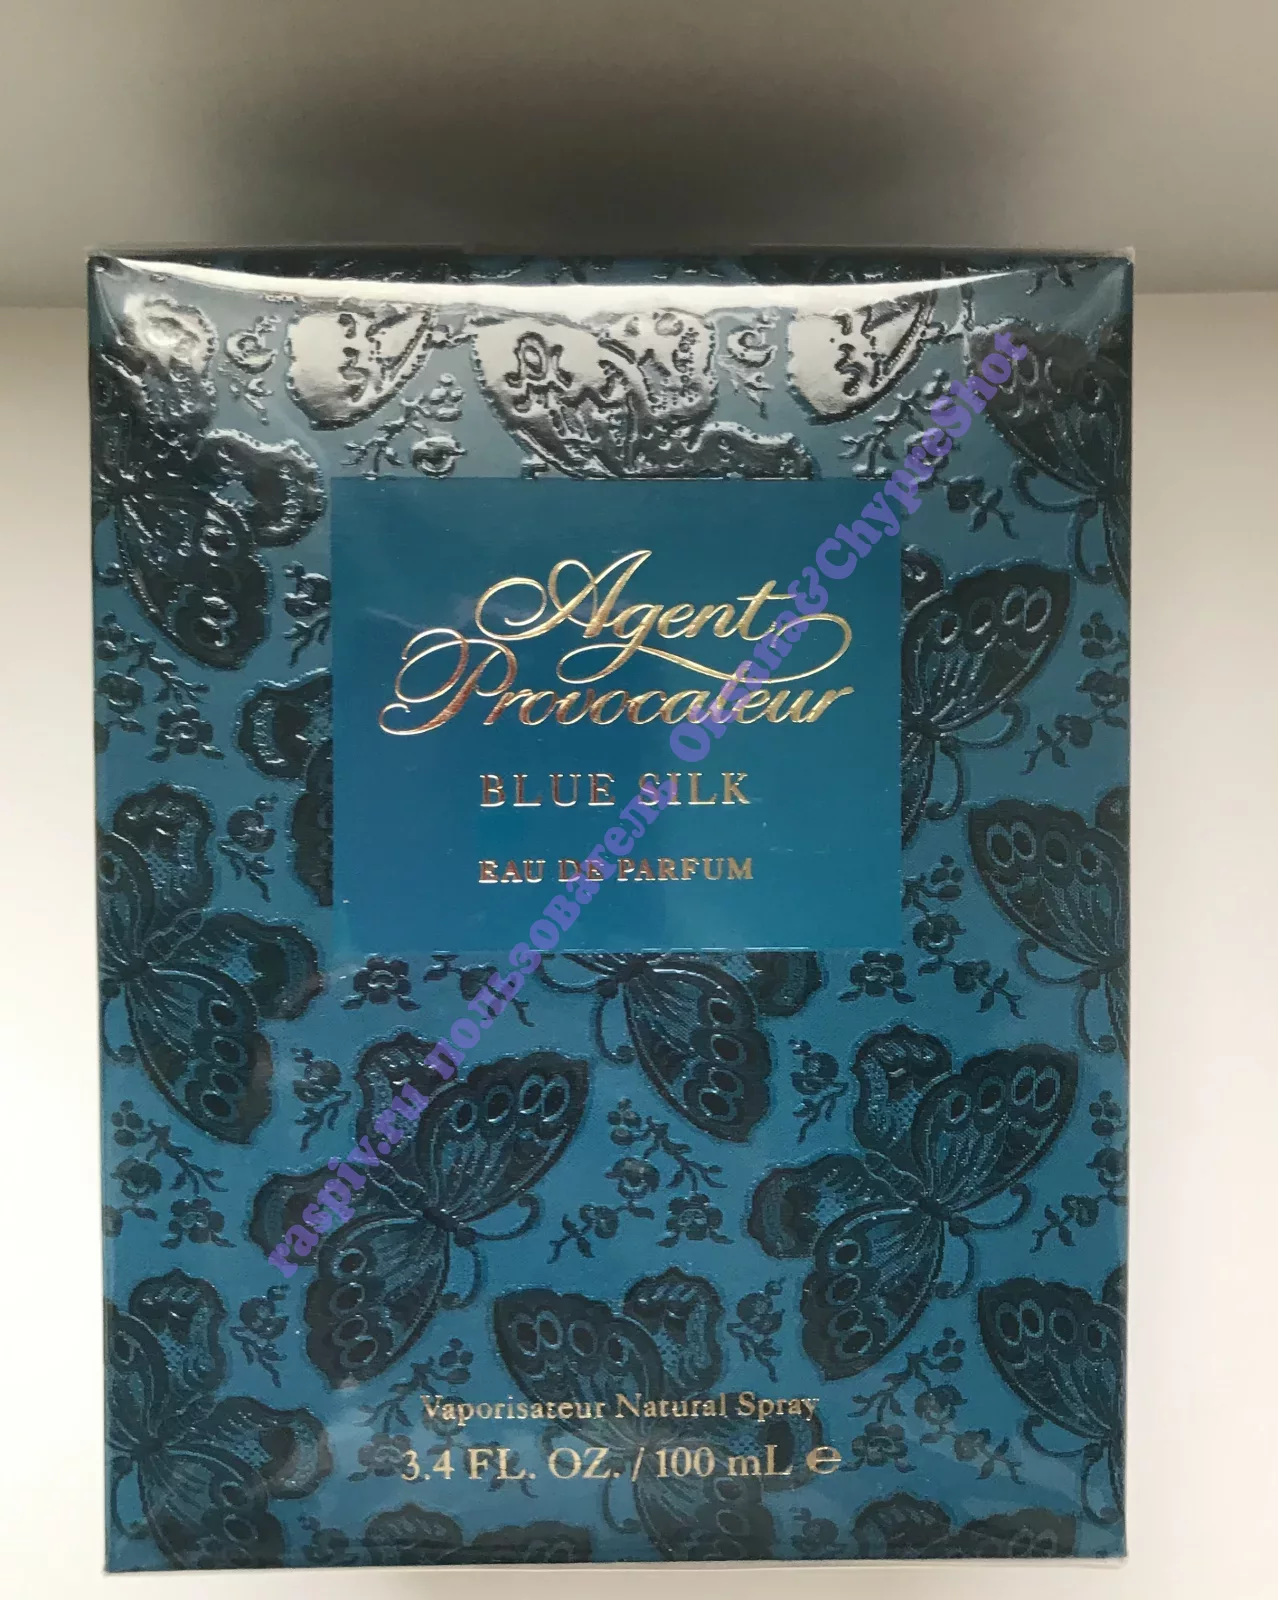 Agent
Provocateur
BLUE SILK
EAU DE PARFUM
Vaporisateur Natural Spray
3.4 FL. OZ. / 100 mL ℮
raspiv.ru пользователь Oksana&ChypreShot